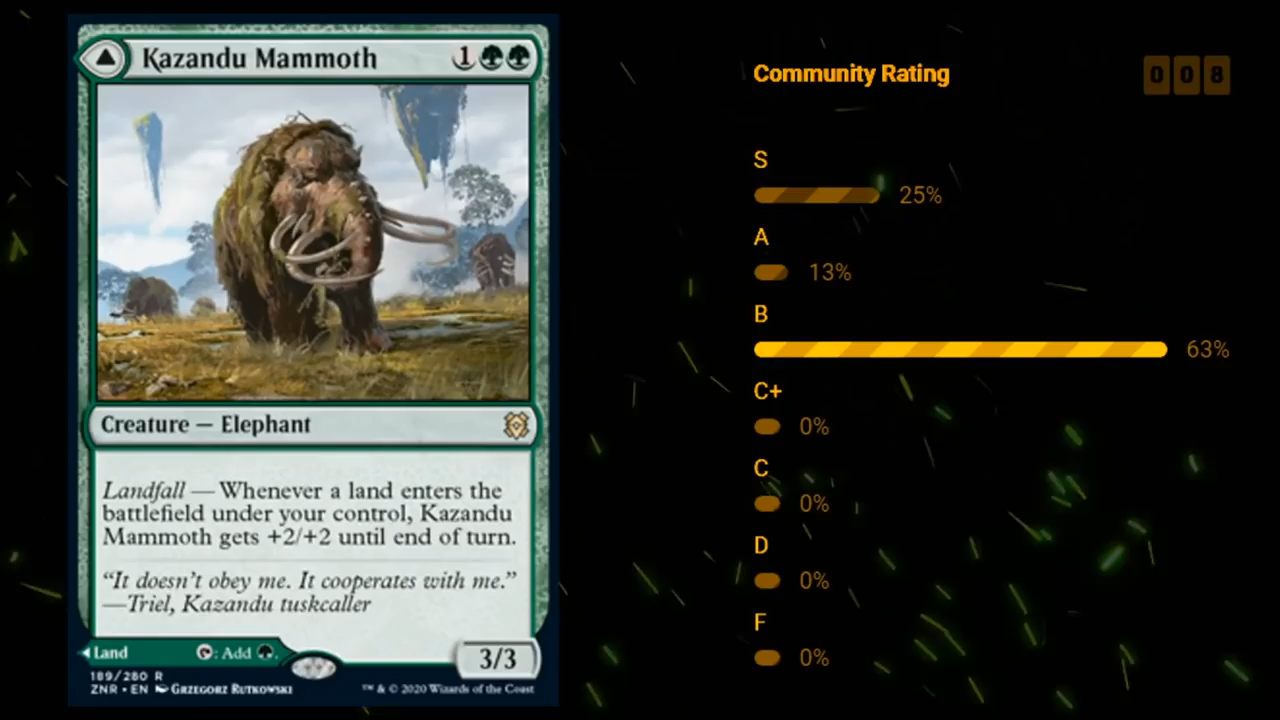 Kazandu Mammoth 1
Creature — Elephant
Landfall — Whenever a land enters the
battlefield under your control, Kazandu
Mammoth gets +2/+2 until end of turn.
“It doesn’t obey me. It cooperates with me.”
—Triel, Kazandu tuskcaller
Land : Add .
3/3
189/280 R
ZNR • EN Grzegorz Rutkowski
™ & © 2020 Wizards of the Coast
Community Rating
008
S
25%
A
13%
B
63%
C+
0%
C
0%
D
0%
F
0%